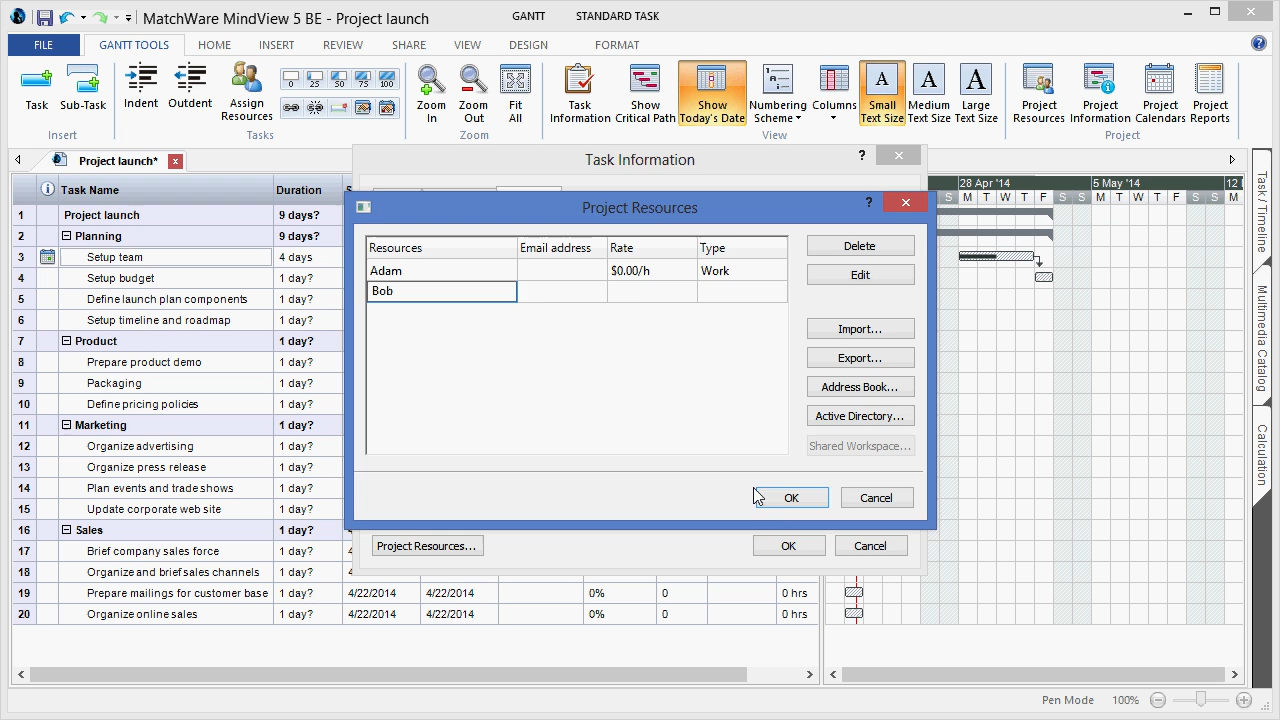 MatchWare MindView 5 BE - Project launch
GANTT
STANDARD TASK
FILE
GANTT TOOLS
HOME
INSERT
REVIEW
SHARE
VIEW
DESIGN
FORMAT
Task
Sub-Task
Insert
Indent
Outdent
Assign
Resources
0
25
50
75
100
Tasks
Zoom
In
Zoom
Out
Fit
All
Zoom
Task
Information
Show
Critical Path
Show
Today's Date
Numbering
Scheme
Columns
A
Small
Text Size
A
Medium
Text Size
A
Large
Text Size
View
Project
Resources
Project
Information
Project
Calendars
Project
Reports
Project
Project launch*
Task Information
?
Task Name
Duration
28 Apr '14
5 May '14
12
S M T W T F S S M T W T F S S M
1 Project launch 9 days?
2 Planning 9 days?
3 Setup team 4 days
4 Setup budget 1 day?
5 Define launch plan components 1 day?
6 Setup timeline and roadmap 1 day?
7 Product 1 day?
8 Prepare product demo 1 day?
9 Packaging 1 day?
10 Define pricing policies 1 day?
11 Marketing 1 day?
12 Organize advertising 1 day?
13 Organize press release 1 day?
14 Plan events and trade shows 1 day?
15 Update corporate web site 1 day?
16 Sales 1 day?
17 Brief company sales force 1 day?
18 Organize and brief sales channels 1 day?
19 Prepare mailings for customer base 1 day? 4/22/2014 4/22/2014 0% 0 0 hrs
20 Organize online sales 1 day? 4/22/2014 4/22/2014 0% 0 0 hrs
Project Resources
?
Resources Email address Rate Type
Adam $0.00/h Work
Bob
Delete
Edit
Import...
Export...
Address Book...
Active Directory...
Shared Workspace...
OK
Cancel
Project Resources...
OK
Cancel
Task / Timeline
Multimedia Catalog
Calculation
Pen Mode
100%